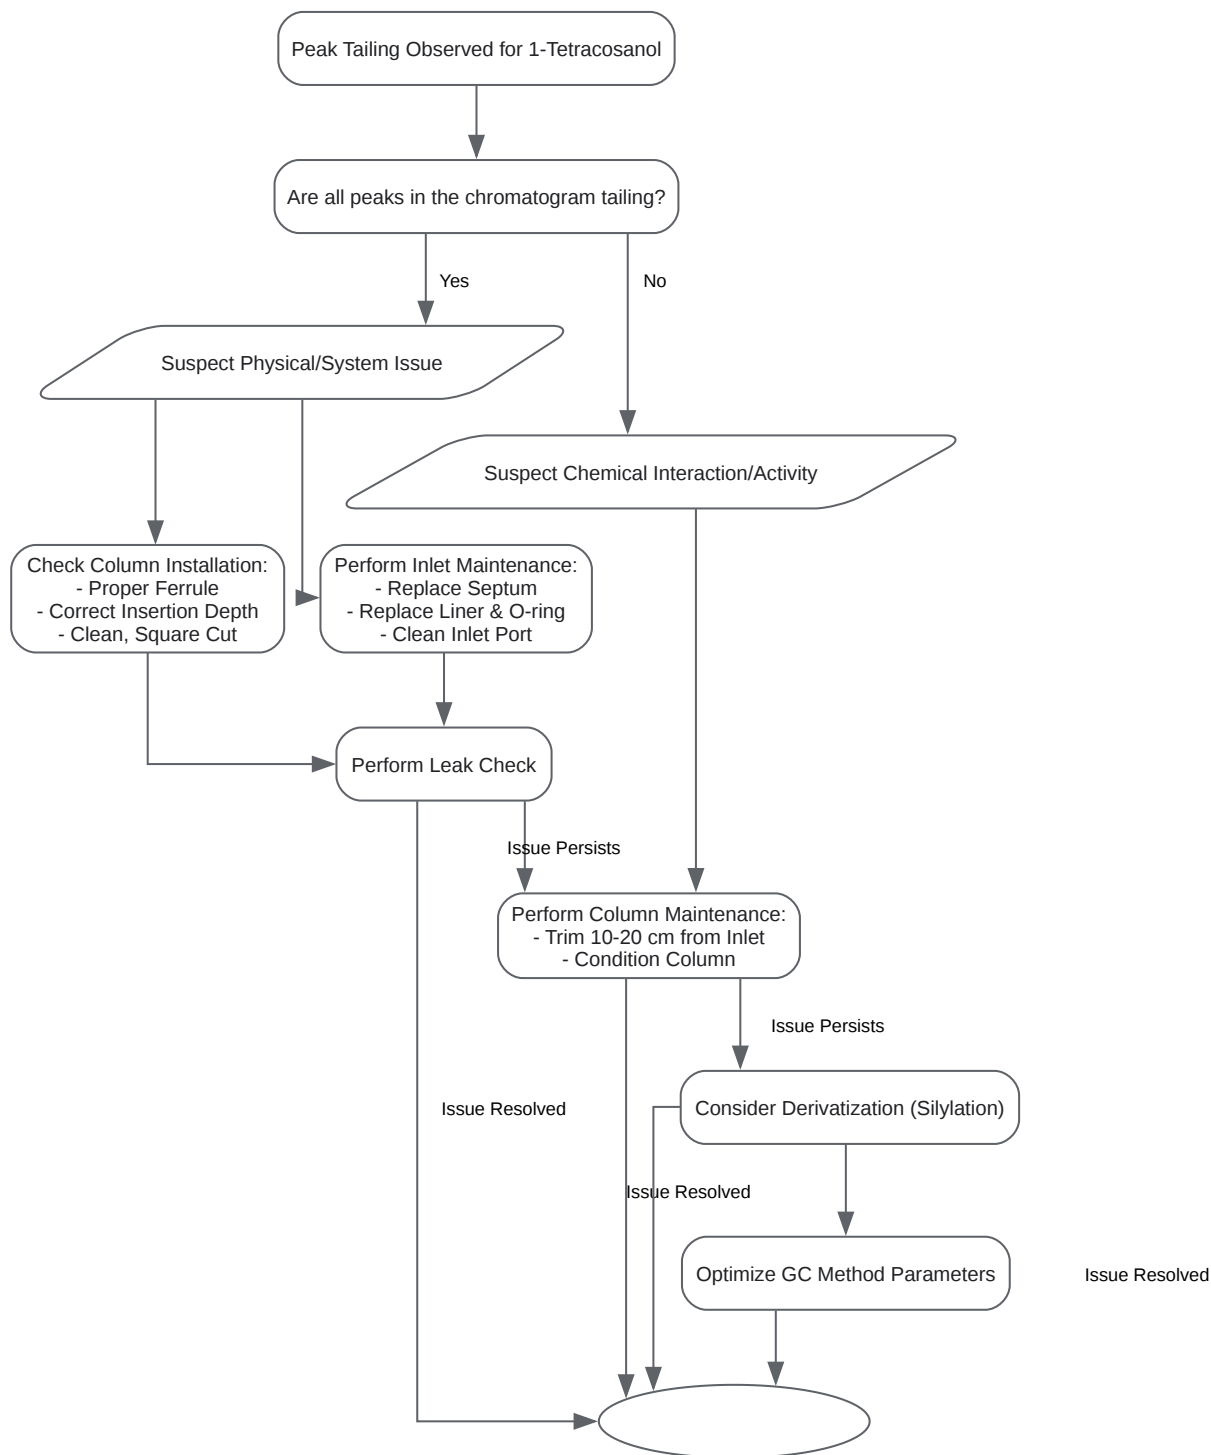 Peak Tailing Observed for 1-Tetracosanol
Are all peaks in the chromatogram tailing?
Yes
No
Suspect Physical/System Issue
Suspect Chemical Interaction/Activity
Check Column Installation:
- Proper Ferrule
- Correct Insertion Depth
- Clean, Square Cut
Perform Inlet Maintenance:
- Replace Septum
- Replace Liner & O-ring
- Clean Inlet Port
Perform Leak Check
Issue Persists
Perform Column Maintenance:
- Trim 10-20 cm from Inlet
- Condition Column
Issue Persists
Issue Resolved
Consider Derivatization (Silylation)
Issue Resolved
Optimize GC Method Parameters
Issue Resolved